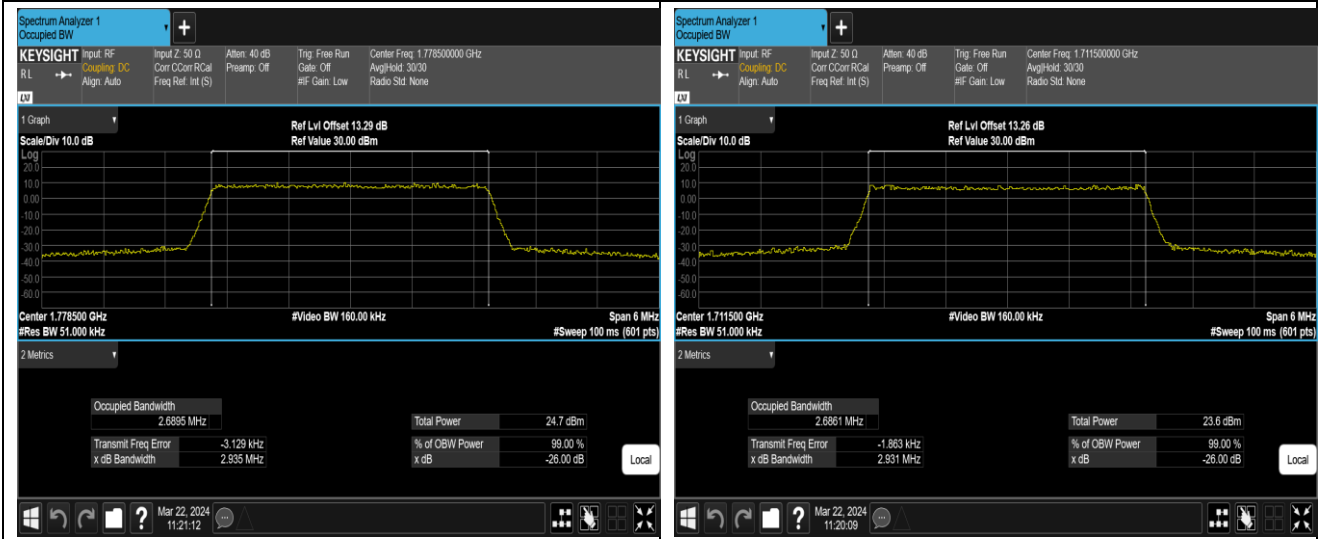 Spectrum Analyzer 1
Occupied BW
+
KEYSIGHT
RL
LXI
Input: RF
Coupling: DC
Align: Auto
Input Z: 50 Ω
Corr CCorr RCal
Freq Ref: Int (S)
Atten: 40 dB
Preamp: Off
Trig: Free Run
Gate: Off
#IF Gain: Low
Center Freq: 1.778500000 GHz
Avg|Hold: 30/30
Radio Std: None
1 Graph
Scale/Div 10.0 dB
Ref Lvl Offset 13.29 dB
Ref Value 30.00 dBm
Log
20.0
10.0
0.00
-10.0
-20.0
-30.0
-40.0
-50.0
-60.0
Center 1.778500 GHz
#Video BW 160.00 kHz
Span 6 MHz
#Res BW 51.000 kHz
#Sweep 100 ms (601 pts)
2 Metrics
Occupied Bandwidth
2.6895 MHz
Total Power 24.7 dBm
Transmit Freq Error -3.129 kHz
% of OBW Power 99.00 %
x dB Bandwidth 2.935 MHz
x dB -26.00 dB
Local
?
Mar 22, 2024
11:21:12
Spectrum Analyzer 1
Occupied BW
+
KEYSIGHT
RL
LXI
Input: RF
Coupling: DC
Align: Auto
Input Z: 50 Ω
Corr CCorr RCal
Freq Ref: Int (S)
Atten: 40 dB
Preamp: Off
Trig: Free Run
Gate: Off
#IF Gain: Low
Center Freq: 1.711500000 GHz
Avg|Hold: 30/30
Radio Std: None
1 Graph
Scale/Div 10.0 dB
Ref Lvl Offset 13.26 dB
Ref Value 30.00 dBm
Log
20.0
10.0
0.00
-10.0
-20.0
-30.0
-40.0
-50.0
-60.0
Center 1.711500 GHz
#Video BW 160.00 kHz
Span 6 MHz
#Res BW 51.000 kHz
#Sweep 100 ms (601 pts)
2 Metrics
Occupied Bandwidth
2.6861 MHz
Total Power 23.6 dBm
Transmit Freq Error -1.863 kHz
% of OBW Power 99.00 %
x dB Bandwidth 2.931 MHz
x dB -26.00 dB
Local
?
Mar 22, 2024
11:20:09